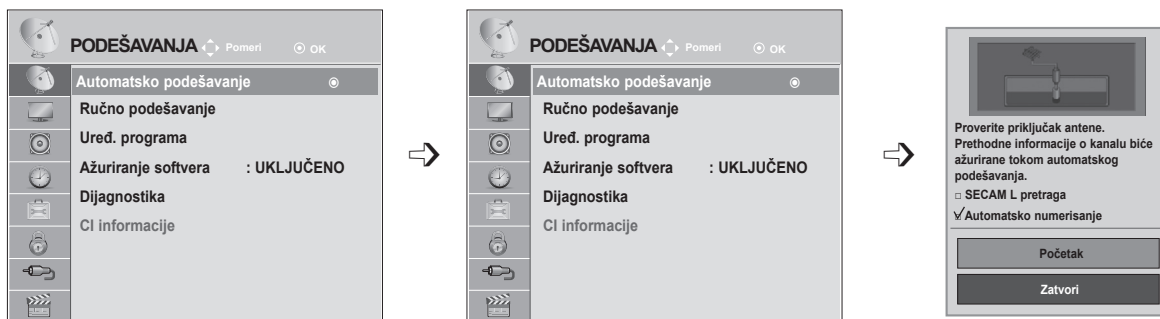 PODEŠAVANJA Pomeri OK
Automatsko podešavanje
Ručno podešavanje
Uređ. programa
Ažuriranje softvera : UKLJUČENO
Dijagnostika
CI informacije
PODEŠAVANJA Pomeri OK
Automatsko podešavanje
Ručno podešavanje
Uređ. programa
Ažuriranje softvera : UKLJUČENO
Dijagnostika
CI informacije
Proverite priključak antene.
Prethodne informacije o kanalu biće
ažurirane tokom automatskog
podešavanja.
SECAM L pretraga
Automatsko numerisanje
Početak
Zatvori